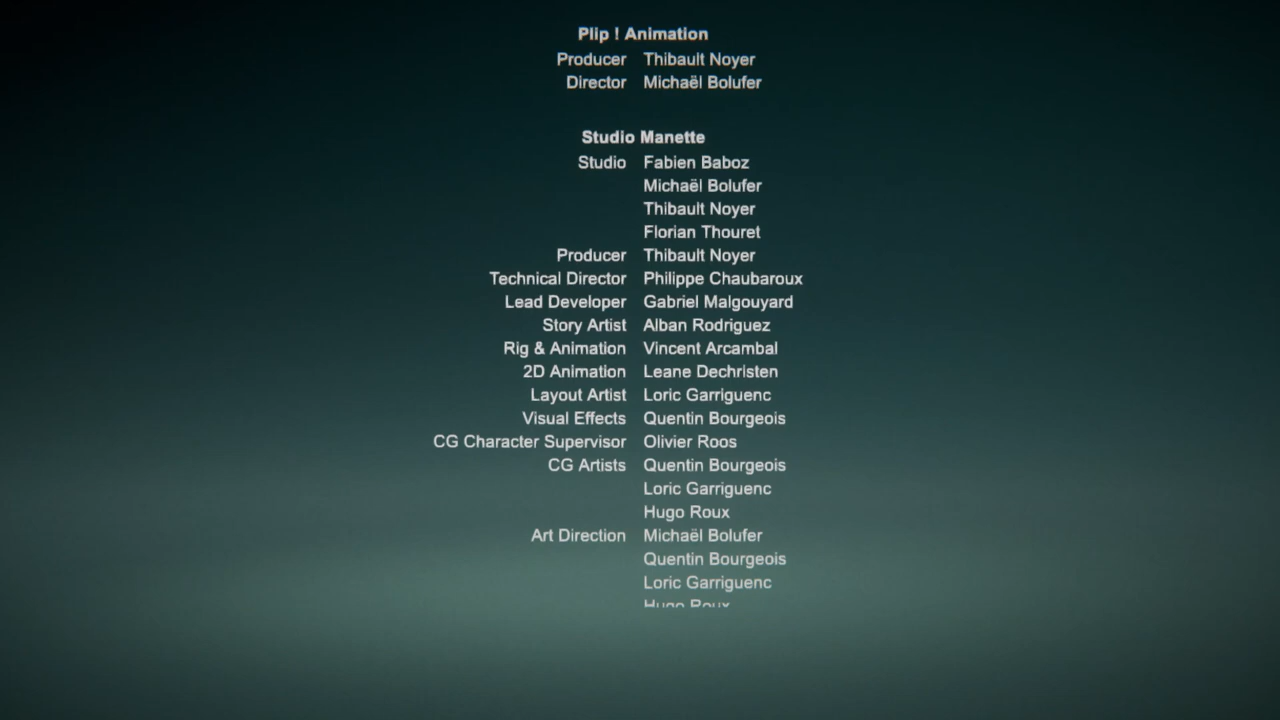 Plip ! Animation
Producer Thibault Noyer
Director Michaël Bolufer
Studio Manette
Studio Fabien Baboz
Michaël Bolufer
Thibault Noyer
Florian Thouret
Producer Thibault Noyer
Technical Director Philippe Chaubaroux
Lead Developer Gabriel Malgouyard
Story Artist Alban Rodriguez
Rig & Animation Vincent Arcambal
2D Animation Leane Dechristen
Layout Artist Loric Garriguenc
Visual Effects Quentin Bourgeois
CG Character Supervisor Olivier Roos
CG Artists Quentin Bourgeois
Loric Garriguenc
Hugo Roux
Art Direction Michaël Bolufer
Quentin Bourgeois
Loric Garriguenc
Hugo Roux